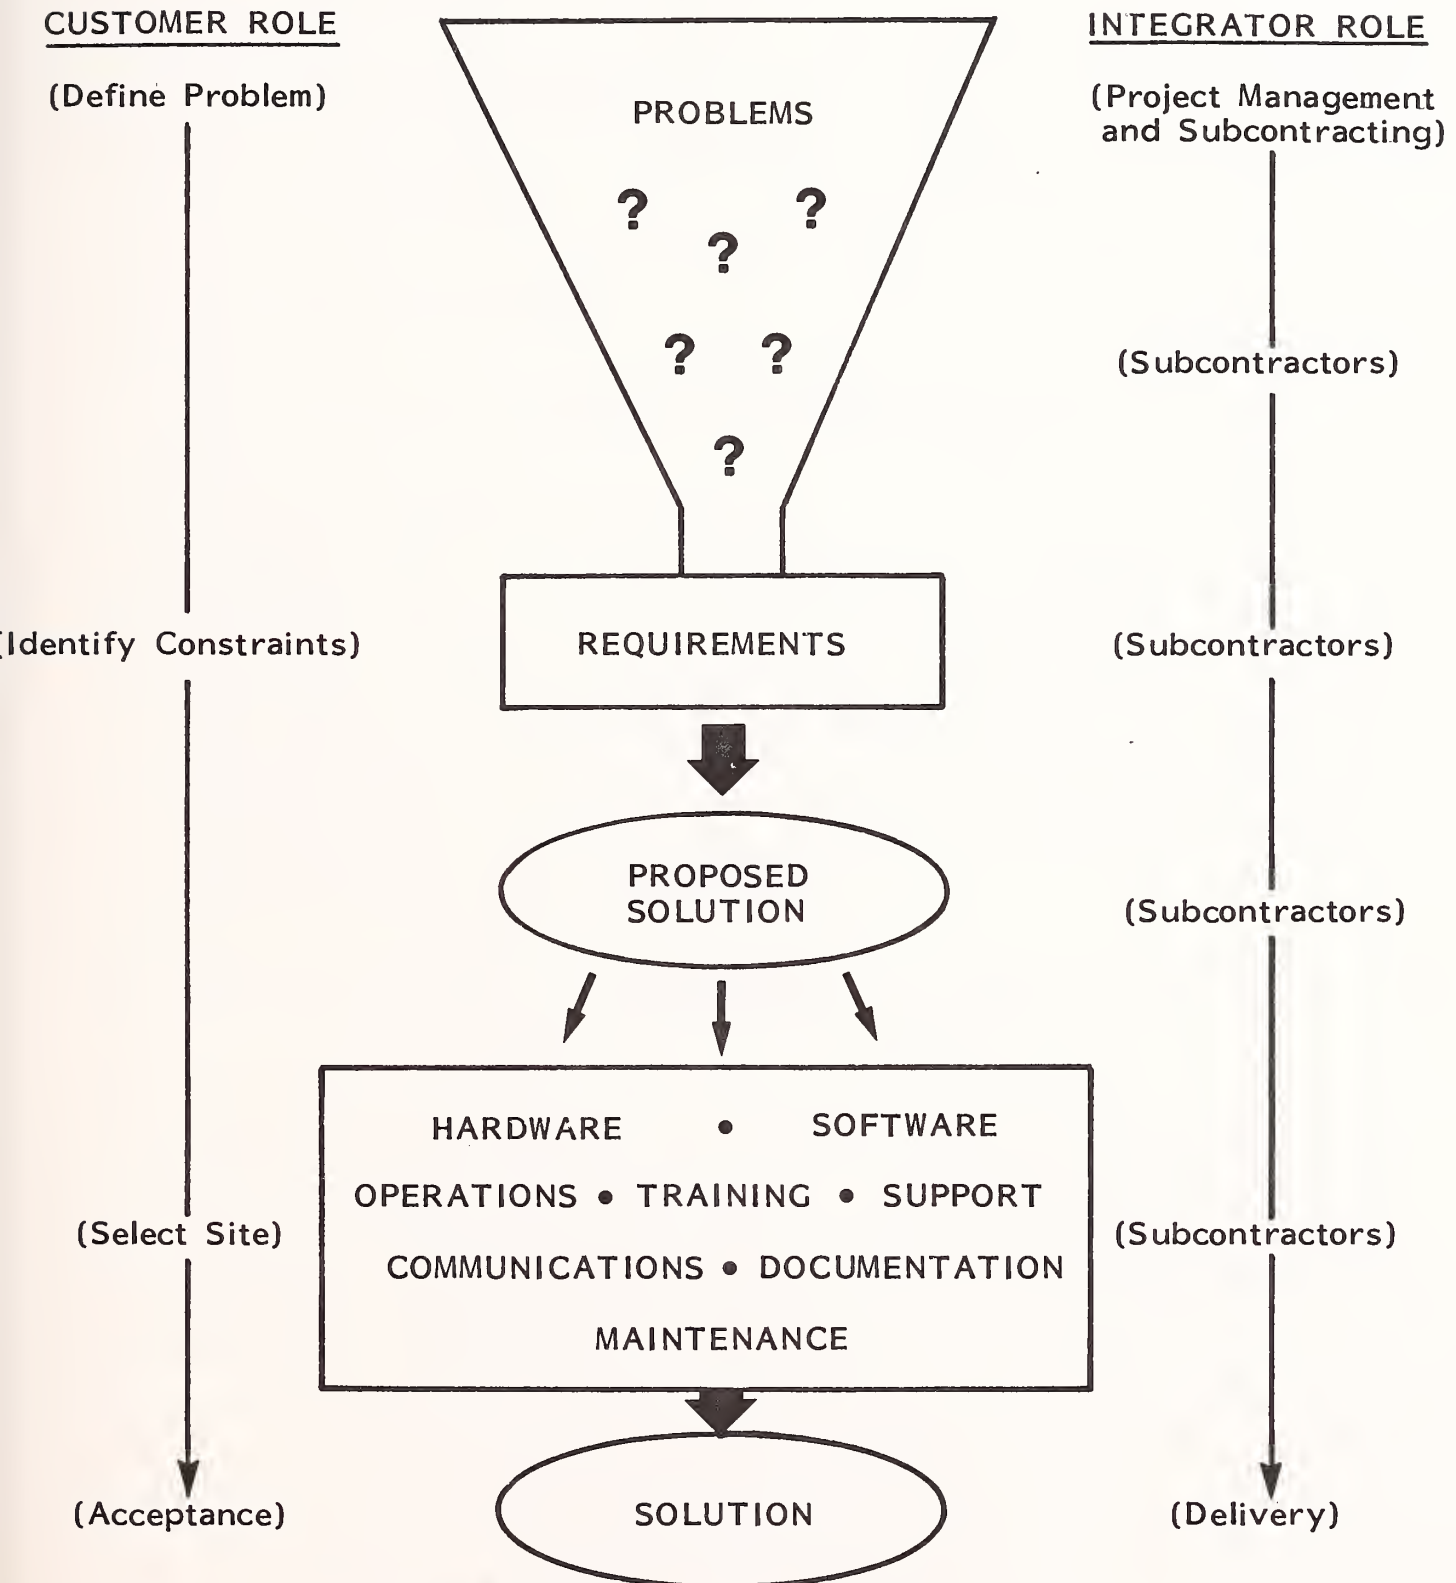 CUSTOMER ROLE
(Define Problem)
(Identify Constraints)
(Select Site)
(Acceptance)
PROBLEMS
? ?
?
? ?
?
REQUIREMENTS
PROPOSED
SOLUTION
HARDWARE • SOFTWARE
OPERATIONS • TRAINING • SUPPORT
COMMUNICATIONS • DOCUMENTATION
MAINTENANCE
SOLUTION
INTEGRATOR ROLE
(Project Management
and Subcontracting)
(Subcontractors)
(Subcontractors)
(Subcontractors)
(Subcontractors)
(Delivery)